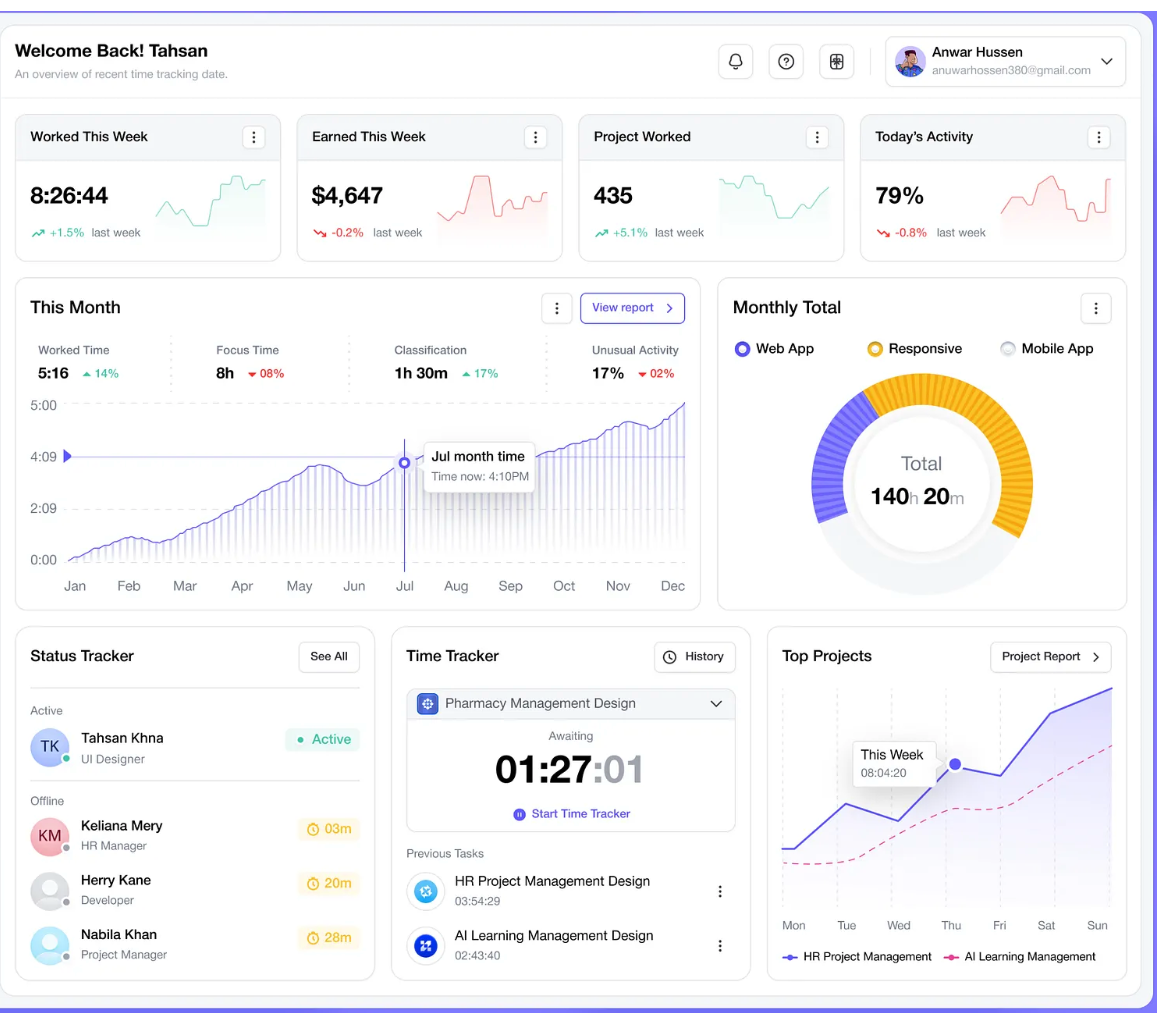 Welcome Back! Tahsan
An overview of recent time tracking date.
Anwar Hussen
anuwarhossen380@gmail.com
Worked This Week
8:26:44
+1.5% last week
Earned This Week
$4,647
-0.2% last week
Project Worked
435
+5.1% last week
Today's Activity
79%
-0.8% last week
This Month
View report
Worked Time
5:16 14%
Focus Time
8h 08%
Classification
1h 30m 17%
Unusual Activity
17% 02%
5:00
4:09
2:09
0:00
Jul month time
Time now: 4:10PM
Jan Feb Mar Apr May Jun Jul Aug Sep Oct Nov Dec
Monthly Total
Web App Responsive Mobile App
Total
140h 20m
Status Tracker
See All
Active
TK
Tahsan Khna
UI Designer
Active
Offline
KM
Keliana Mery
HR Manager
03m
Herry Kane
Developer
20m
Nabila Khan
Project Manager
28m
Time Tracker
History
Pharmacy Management Design
Awaiting
01:27:01
Start Time Tracker
Previous Tasks
HR Project Management Design
03:54:29
AI Learning Management Design
02:43:40
Top Projects
Project Report
This Week
08:04:20
Mon Tue Wed Thu Fri Sat Sun
HR Project Management AI Learning Management